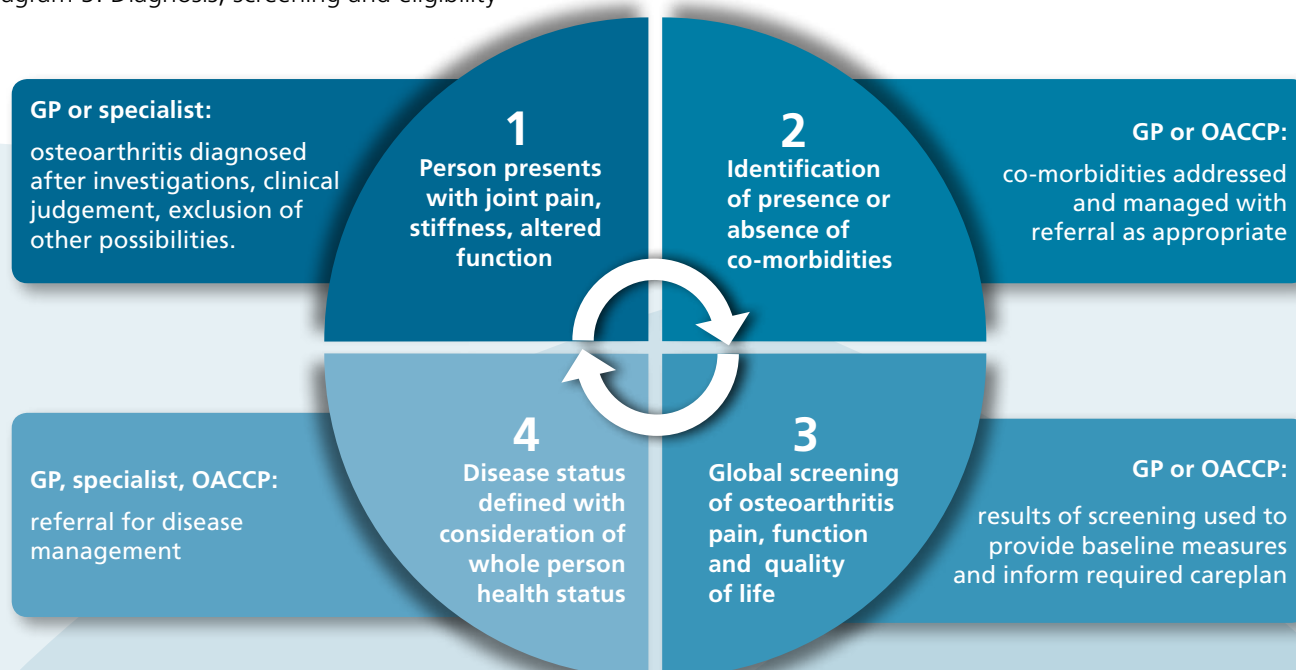 Diagnosis, screening and eligibility
GP or specialist:
osteoarthritis diagnosed
after investigations, clinical
judgement, exclusion of
other possibilities.
1
Person presents
with joint pain,
stiffness, altered
function
2
Identification
of presence or
absence of
co-morbidities
GP or OACCP:
co-morbidities addressed
and managed with
referral as appropriate
3
Global screening
of osteoarthritis
pain, function
and quality
of life
GP or OACCP:
results of screening used to
provide baseline measures
and inform required careplan
4
Disease status
defined with
consideration of
whole person
health status
GP, specialist, OACCP:
referral for disease
management